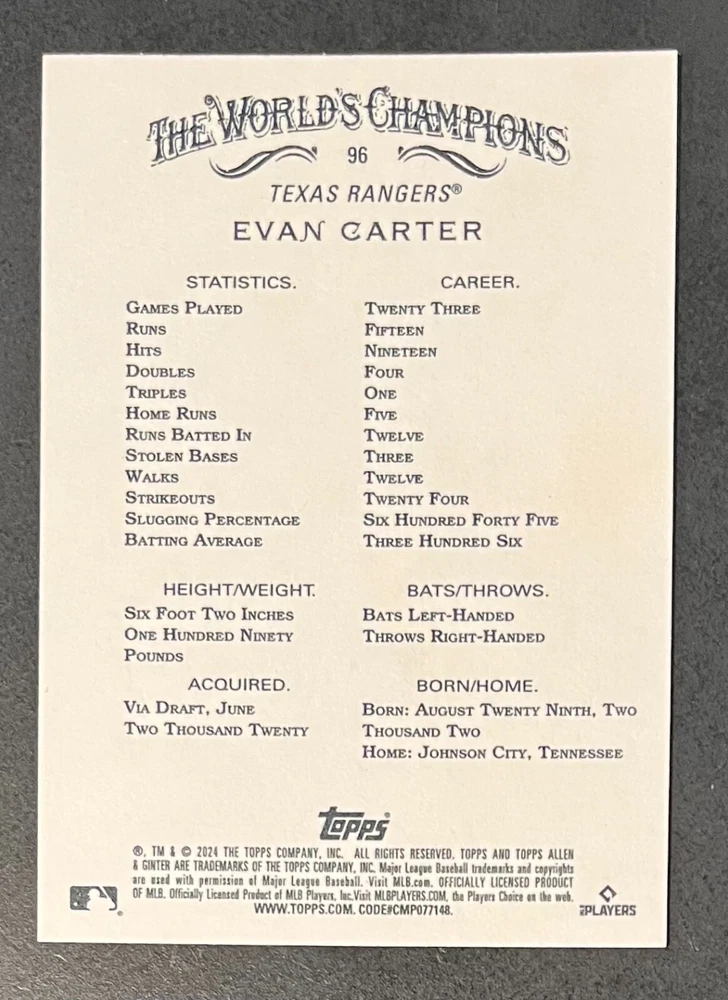 THE WORLD'S CHAMPIONS
96
TEXAS RANGERS®
EVAN CARTER
STATISTICS. CAREER.
GAMES PLAYED TWENTY THREE
RUNS FIFTEEN
HITS NINETEEN
DOUBLES FOUR
TRIPLES ONE
HOME RUNS FIVE
RUNS BATTED IN TWELVE
STOLEN BASES THREE
WALKS TWELVE
STRIKEOUTS TWENTY FOUR
SLUGGING PERCENTAGE SIX HUNDRED FORTY FIVE
BATTING AVERAGE THREE HUNDRED SIX
HEIGHT/WEIGHT.
SIX FOOT TWO INCHES
ONE HUNDRED NINETY
POUNDS
BATS/THROWS.
BATS LEFT-HANDED
THROWS RIGHT-HANDED
ACQUIRED.
VIA DRAFT, JUNE
TWO THOUSAND TWENTY
BORN/HOME.
BORN: AUGUST TWENTY NINTH, TWO
THOUSAND TWO
HOME: JOHNSON CITY, TENNESSEE
topps
®, TM & © 2024 THE TOPPS COMPANY, INC. ALL RIGHTS RESERVED. TOPPS AND TOPPS ALLEN
& GINTER ARE TRADEMARKS OF THE TOPPS COMPANY, INC. Major League Baseball trademarks and copyrights
are used with permission of Major League Baseball. Visit MLB.com. OFFICIALLY LICENSED PRODUCT
OF MLB. Officially Licensed Product of MLB Players, Inc. Visit MLBPLAYERS.COM, the Players Choice on the web.
WWW.TOPPS.COM. CODE#CMP077148.
PLAYERS